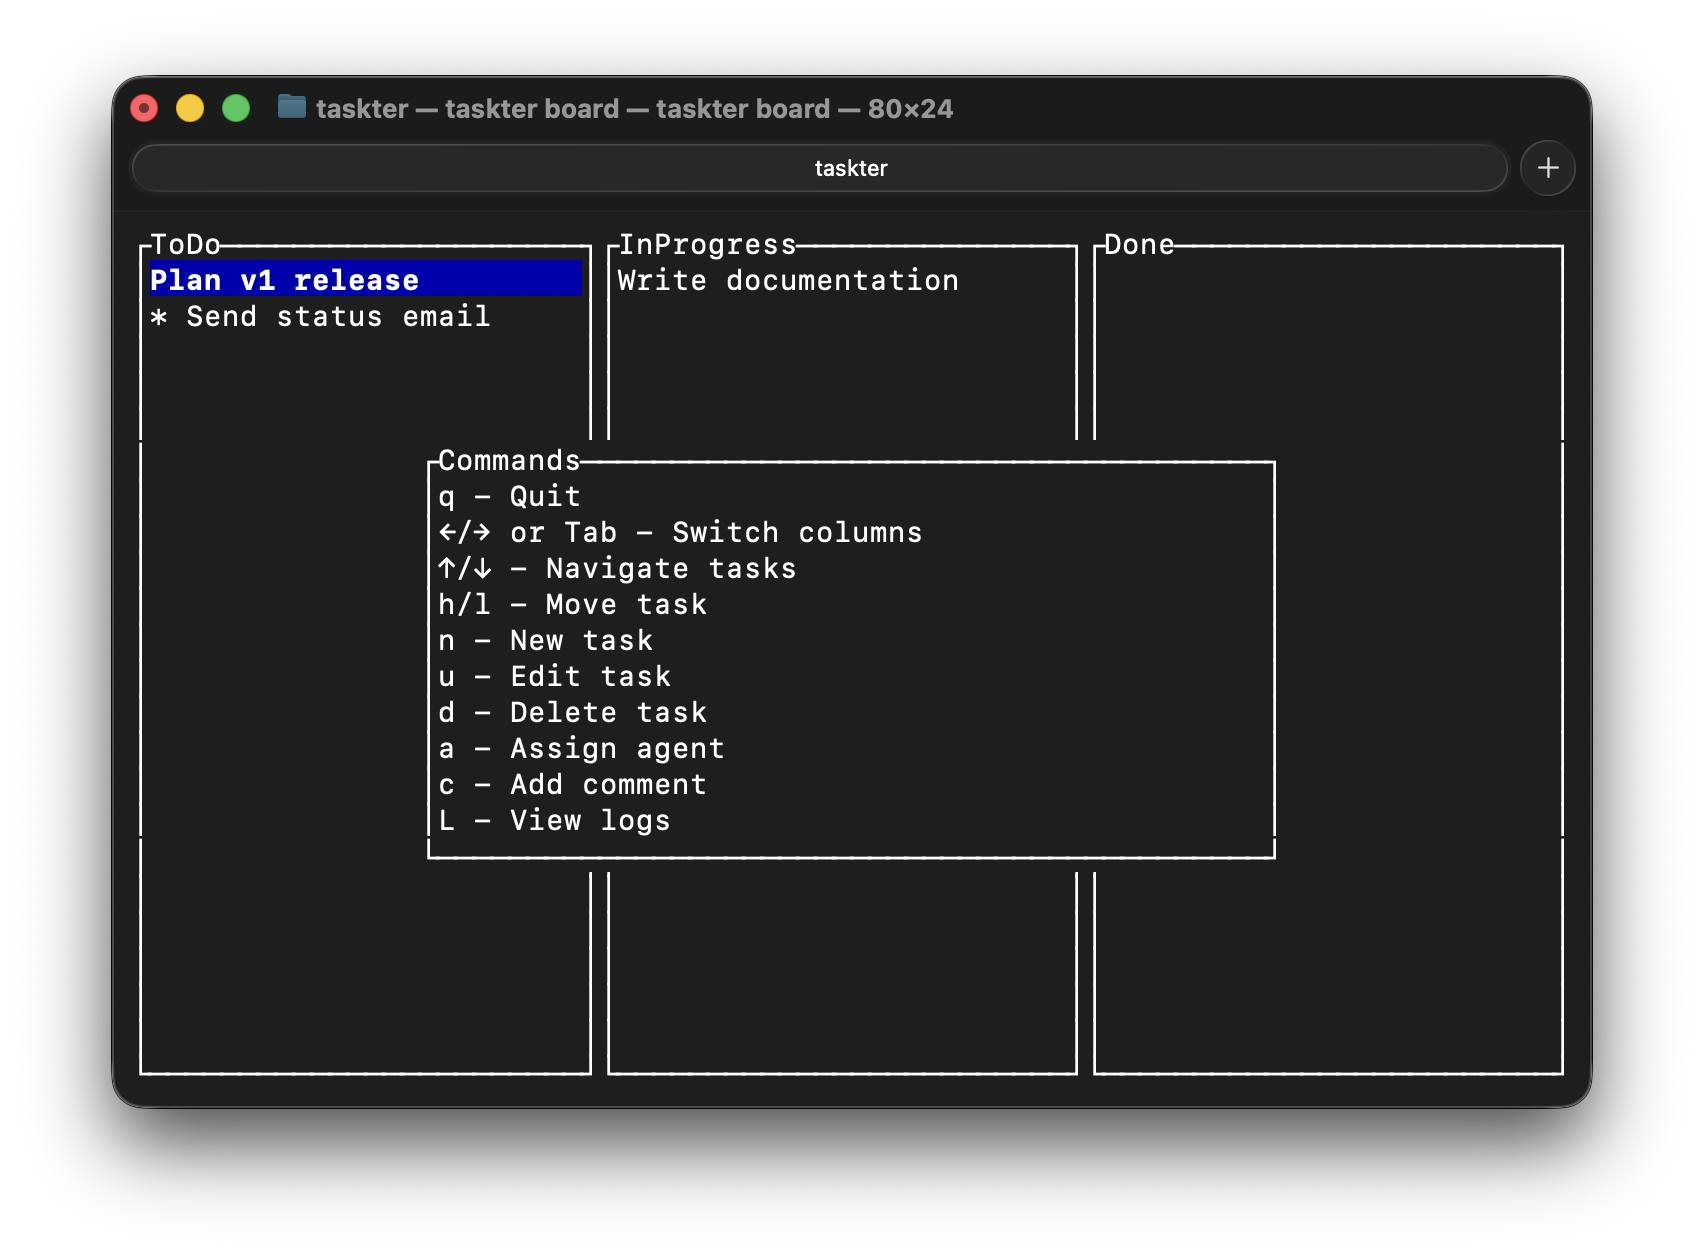 taskter — taskter board — taskter board — 80×24
taskter
+
ToDo
Plan v1 release
* Send status email
InProgress
Write documentation
Done
Commands
q – Quit
←/→ or Tab – Switch columns
↑/↓ – Navigate tasks
h/l – Move task
n – New task
u – Edit task
d – Delete task
a – Assign agent
c – Add comment
L – View logs